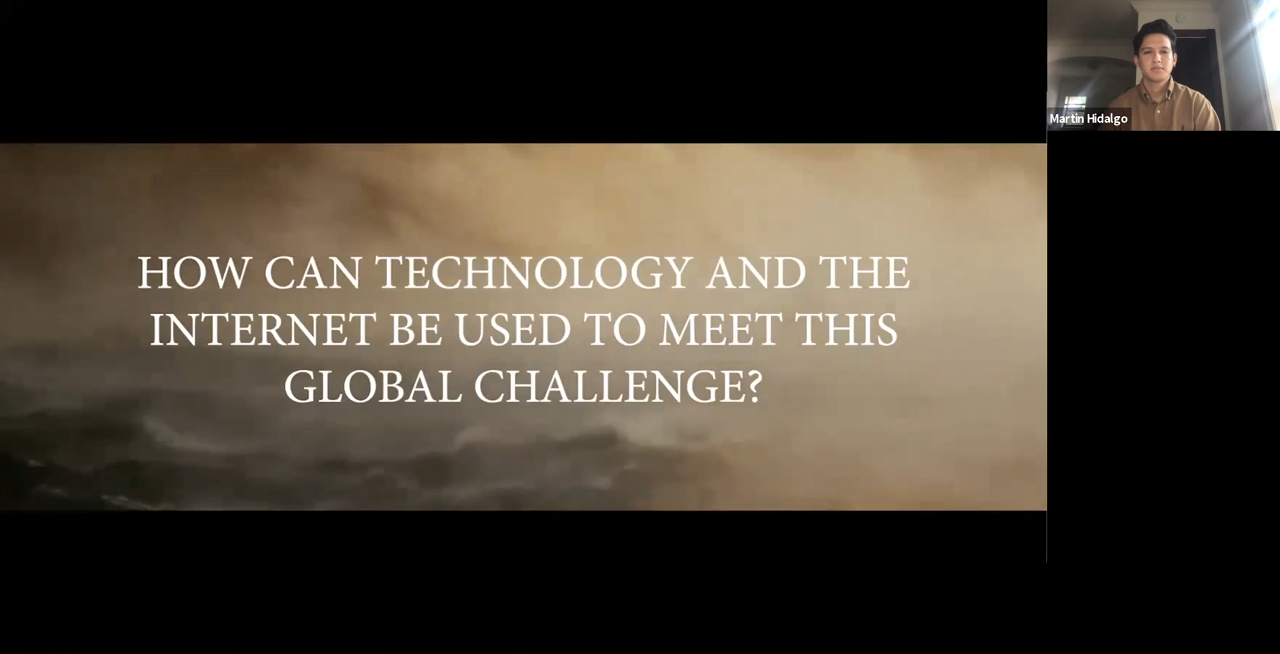 HOW CAN TECHNOLOGY AND THE
INTERNET BE USED TO MEET THIS
GLOBAL CHALLENGE?
Martin Hidalgo